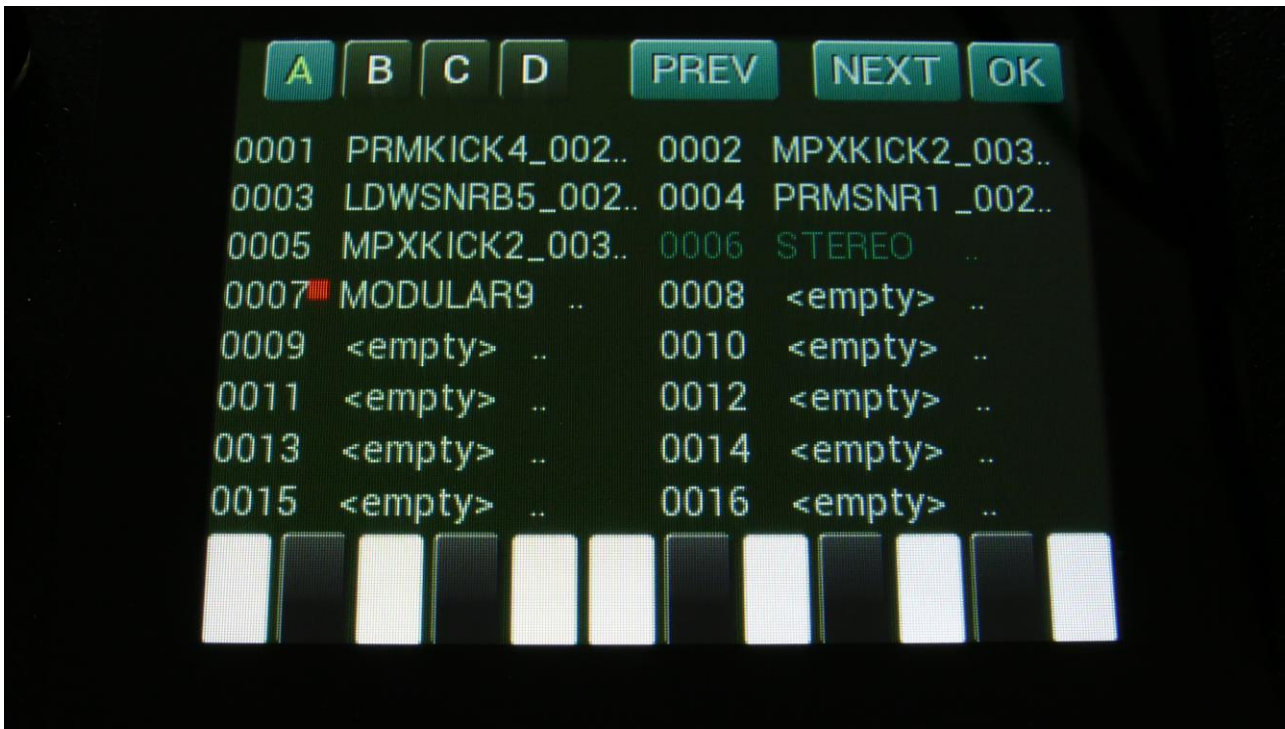 A B C D PREV NEXT OK
0001 PRMKICK4_002.. 0002 MPXKICK2_003..
0003 LDWSNRB5_002.. 0004 PRMSNR1 _002..
0005 MPXKICK2_003.. 0006 STEREO ..
0007 MODULAR9 .. 0008 <empty> ..
0009 <empty> .. 0010 <empty> ..
0011 <empty> .. 0012 <empty> ..
0013 <empty> .. 0014 <empty> ..
0015 <empty> .. 0016 <empty> ..